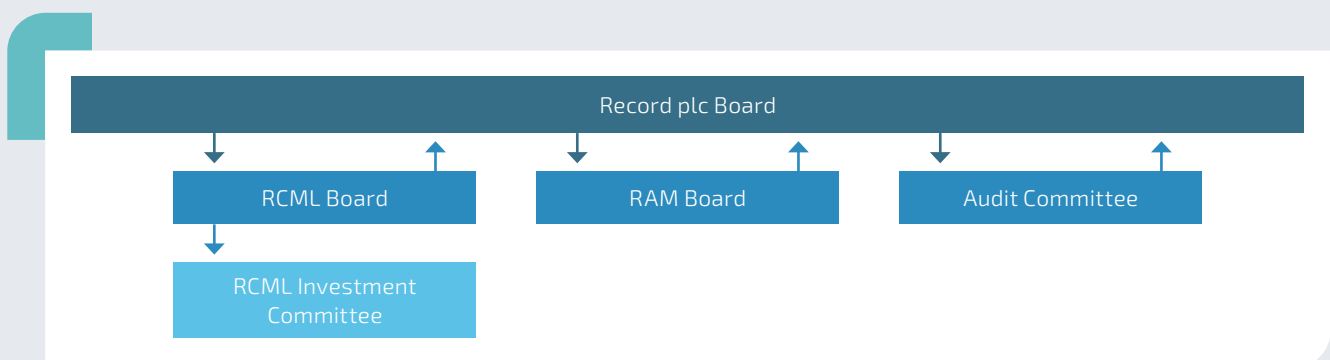 Record plc Board
RCML Board
RAM Board
Audit Committee
RCML Investment
Committee